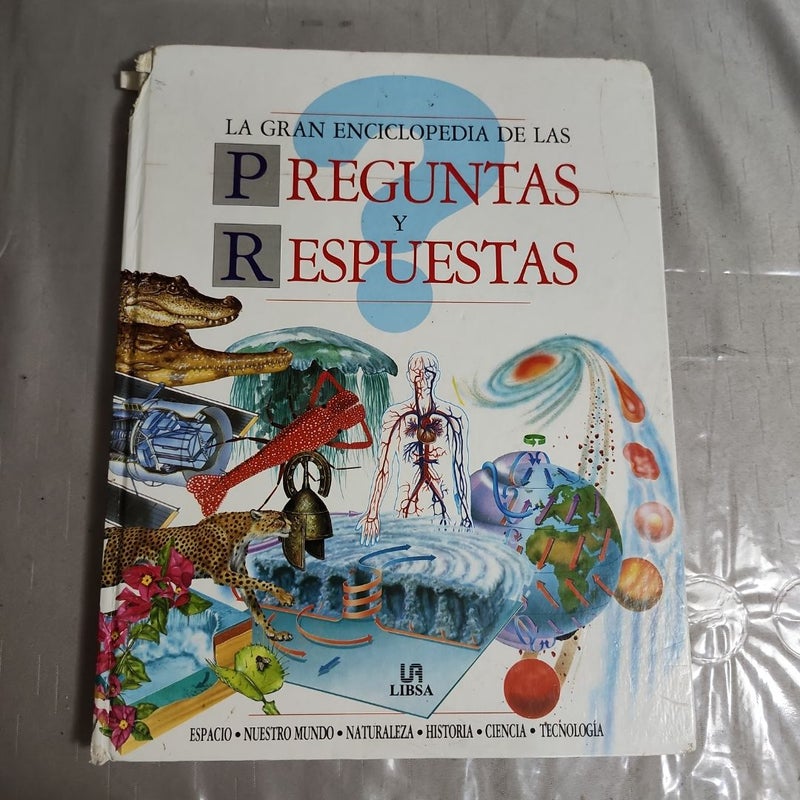 LA GRAN ENCICLOPEDIA DE LAS
PREGUNTAS
Y
RESPUESTAS
LIBSA
ESPACIO • NUESTRO MUNDO • NATURALEZA • HISTORIA • CIENCIA • TECNOLOGÍA